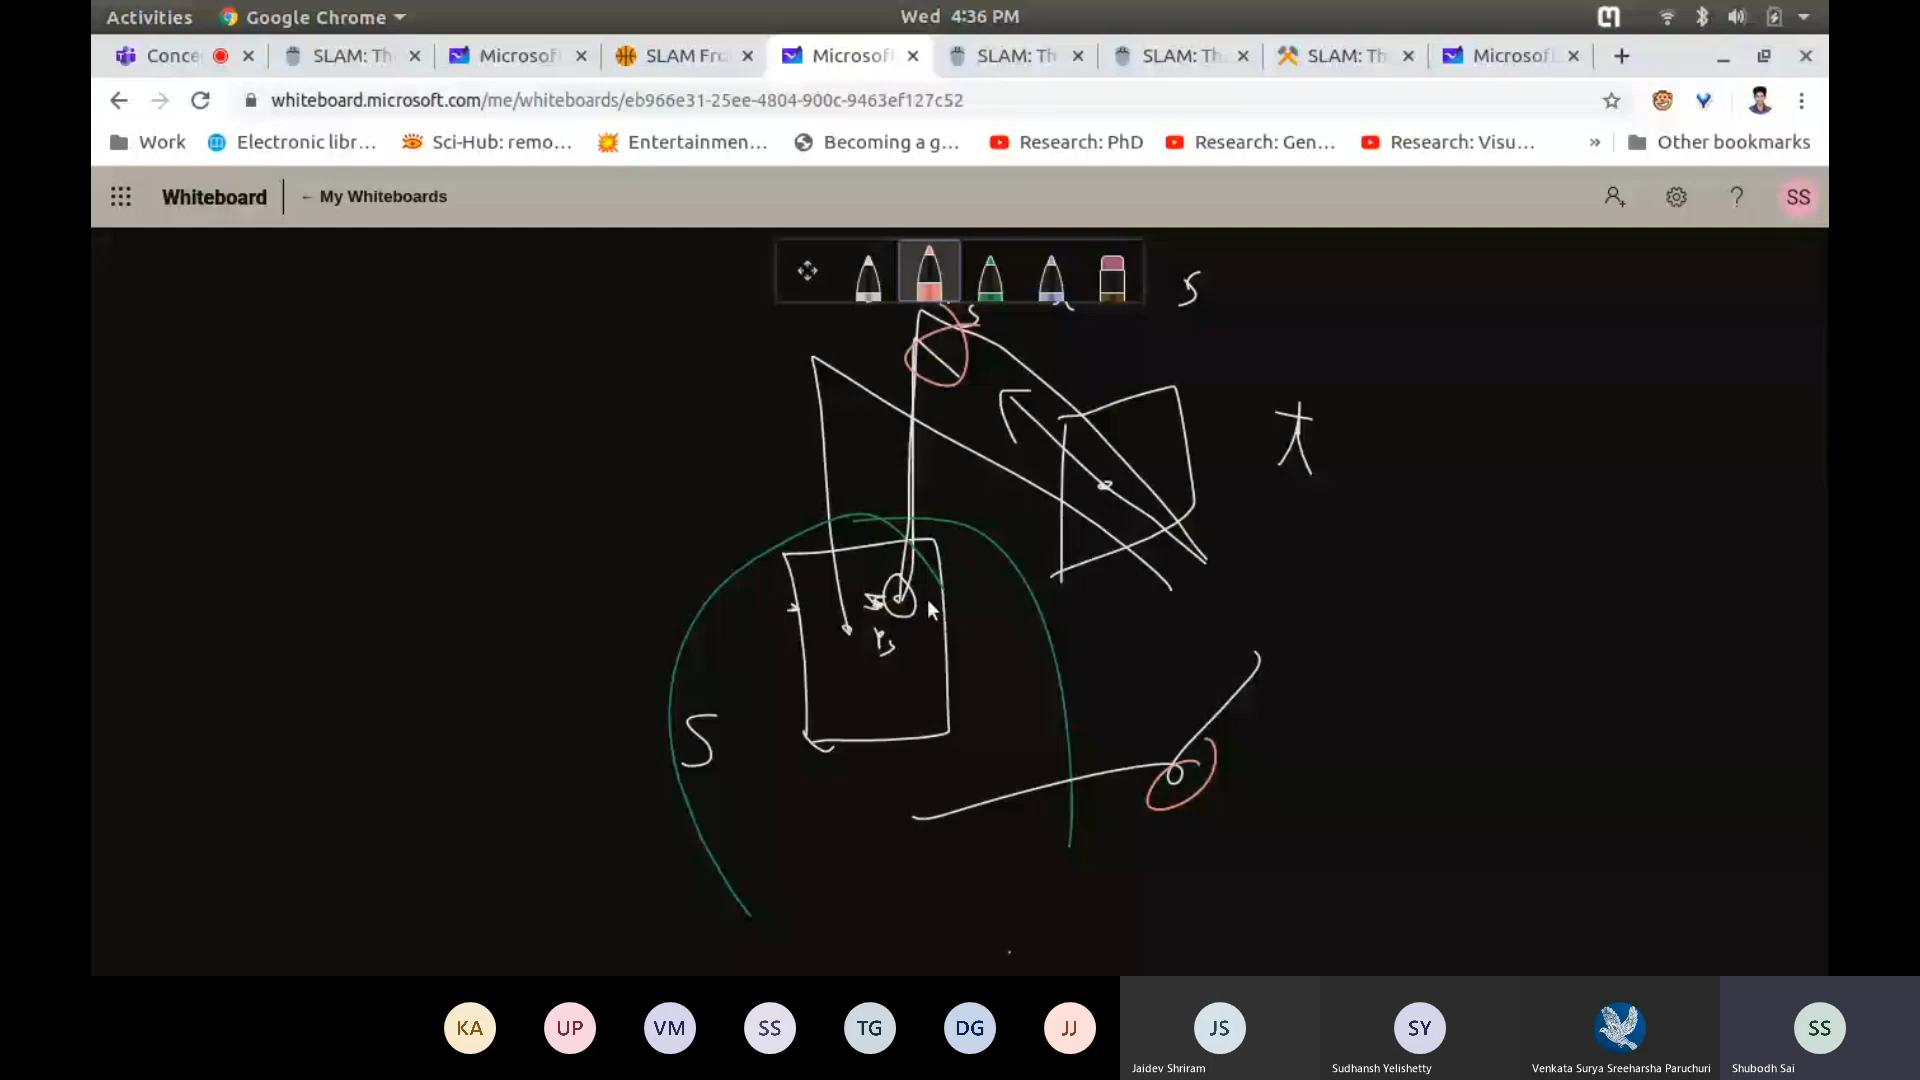 Activities Google Chrome Wed 4:36 PM
Conce SLAM: Th Microsof SLAM Fro Microsof SLAM: Th SLAM: Th SLAM: Th Microsof
whiteboard.microsoft.com/me/whiteboards/eb966e31-25ee-4804-900c-9463ef127c52
Work Electronic libr... Sci-Hub: remo... Entertainmen... Becoming a g... Research: PhD Research: Gen... Research: Visu... » Other bookmarks
Whiteboard ← My Whiteboards SS
S
S
KA UP VM SS TG DG JJ JS SY SS
Jaidev Shriram Sudhansh Yelishetty Venkata Surya Sreeharsha Paruchuri Shubodh Sai